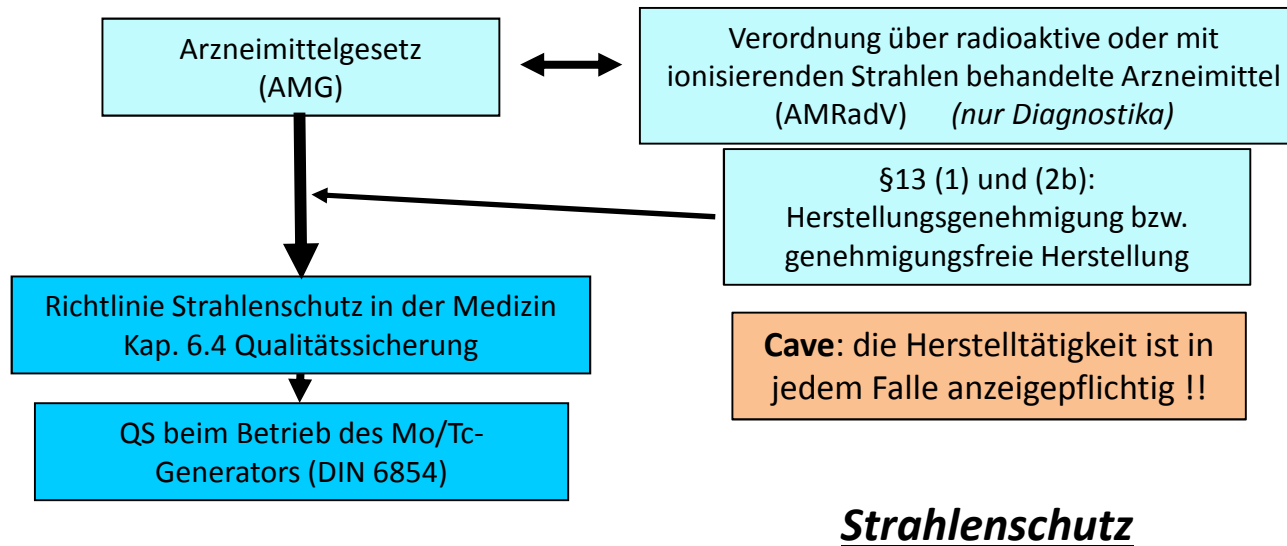 Arzneimittelgesetz
(AMG)
Verordnung über radioaktive oder mit
ionisierenden Strahlen behandelte Arzneimittel
(AMRadV) (nur Diagnostika)
§13 (1) und (2b):
Herstellungsgenehmigung bzw.
genehmigungsfreie Herstellung
Richtlinie Strahlenschutz in der Medizin
Kap. 6.4 Qualitätssicherung
Cave: die Herstelltätigkeit ist in
jedem Falle anzeigepflichtig !!
QS beim Betrieb des Mo/Tc-
Generators (DIN 6854)
Strahlenschutz